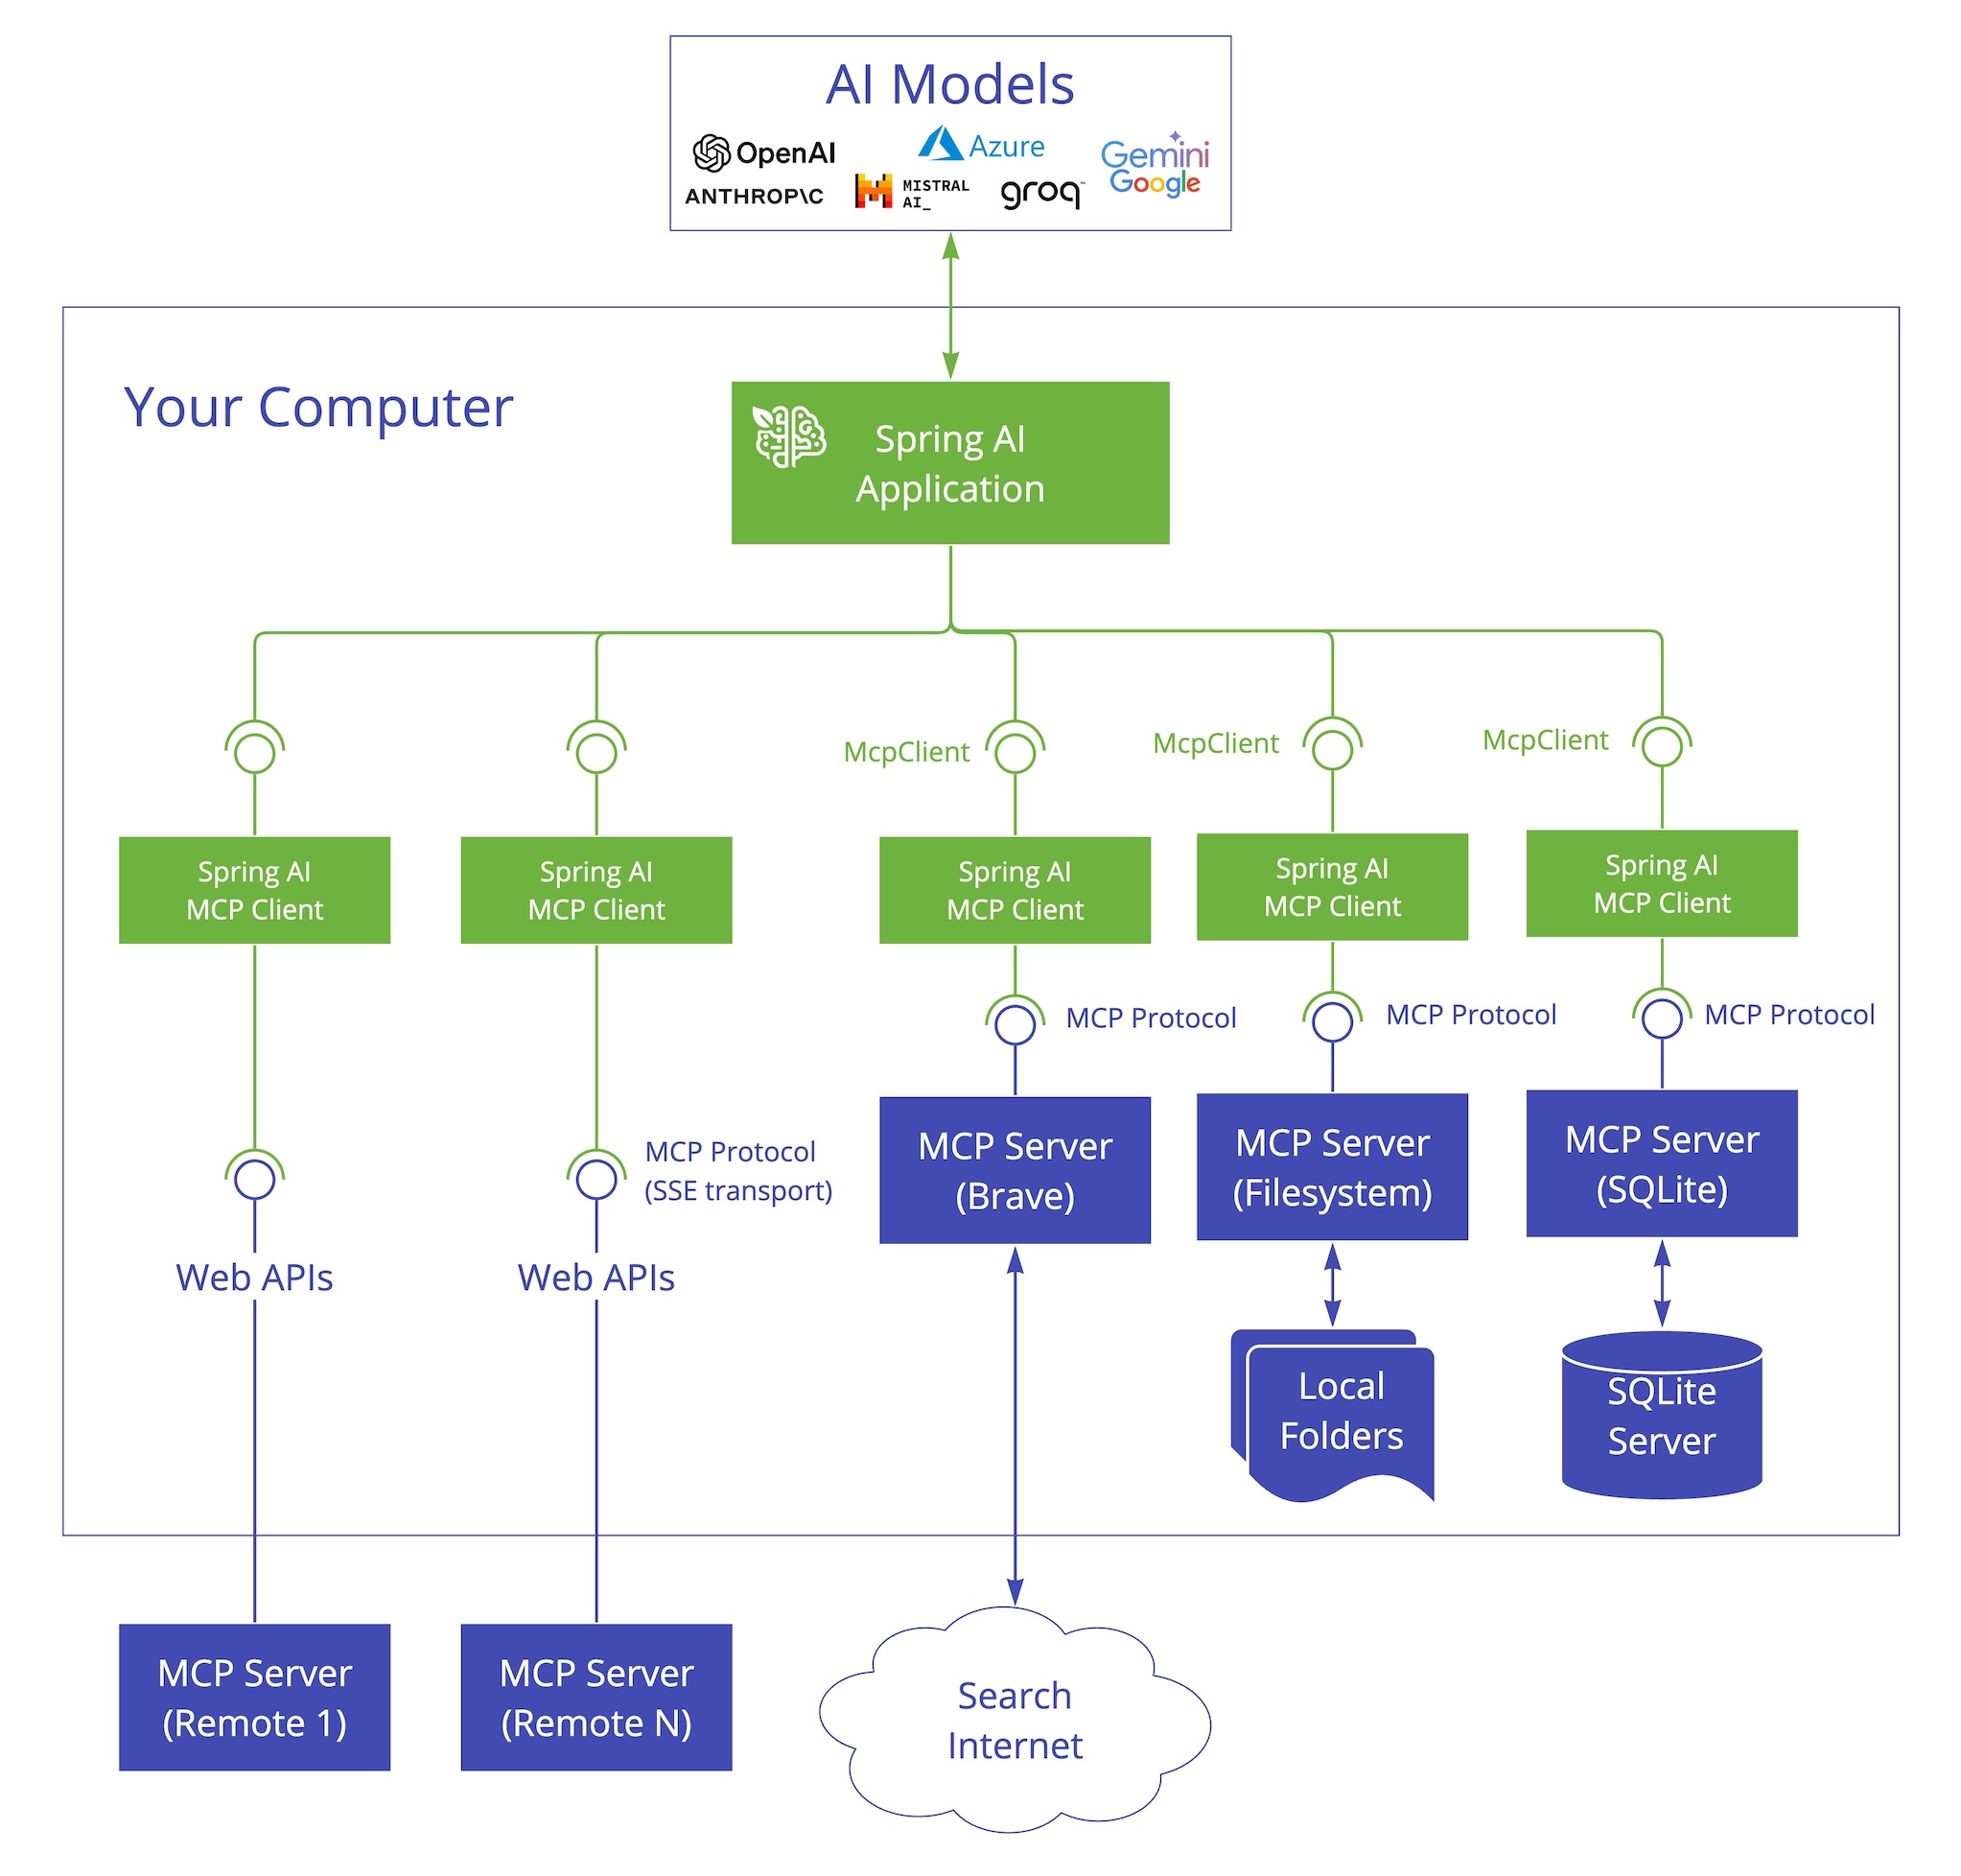 AI Models
OpenAI
Azure
Gemini
Google
ANTHROP\C
MISTRAL
AI_
groq™
Your Computer
Spring AI
Application
McpClient
McpClient
McpClient
Spring AI
MCP Client
Spring AI
MCP Client
Spring AI
MCP Client
Spring AI
MCP Client
Spring AI
MCP Client
MCP Protocol
MCP Protocol
MCP Protocol
MCP Protocol
(SSE transport)
Web APIs
Web APIs
MCP Server
(Brave)
MCP Server
(Filesystem)
MCP Server
(SQLite)
Local
Folders
SQLite
Server
MCP Server
(Remote 1)
MCP Server
(Remote N)
Search
Internet